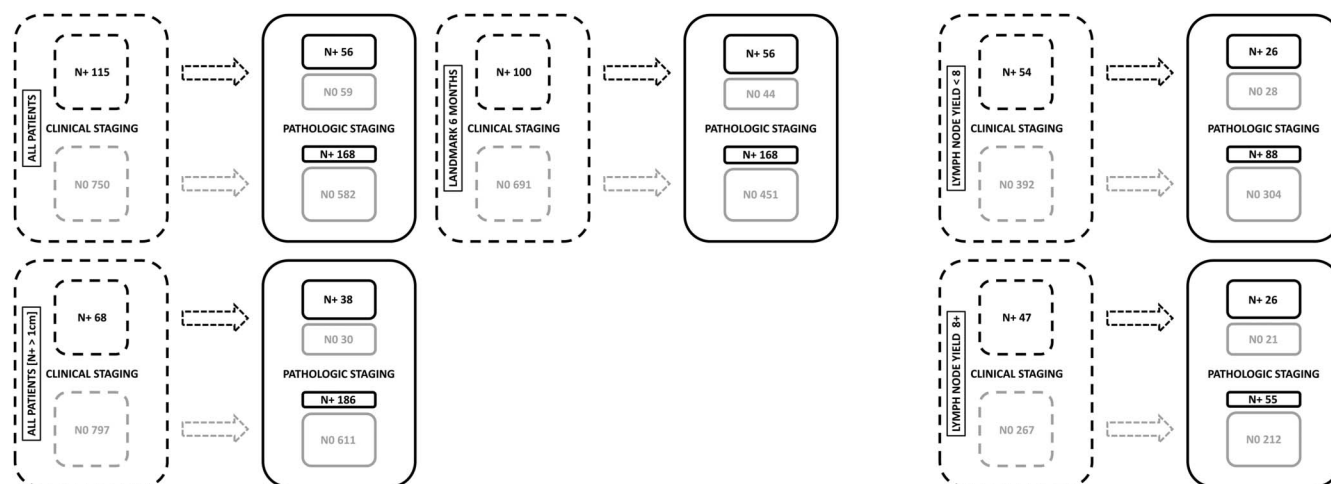 ALL PATIENTS
N+ 115
CLINICAL STAGING
N0 750
N+ 56
N0 59
PATHOLOGIC STAGING
N+ 168
N0 582
LANDMARK 6 MONTHS
N+ 100
CLINICAL STAGING
N0 691
N+ 56
N0 44
PATHOLOGIC STAGING
N+ 168
N0 451
LYMPH NODE YIELD < 8
N+ 54
CLINICAL STAGING
N0 392
N+ 26
N0 28
PATHOLOGIC STAGING
N+ 88
N0 304
ALL PATIENTS [N+ > 1cm]
N+ 68
CLINICAL STAGING
N0 797
N+ 38
N0 30
PATHOLOGIC STAGING
N+ 186
N0 611
LYMPH NODE YIELD 8+
N+ 47
CLINICAL STAGING
N0 267
N+ 26
N0 21
PATHOLOGIC STAGING
N+ 55
N0 212